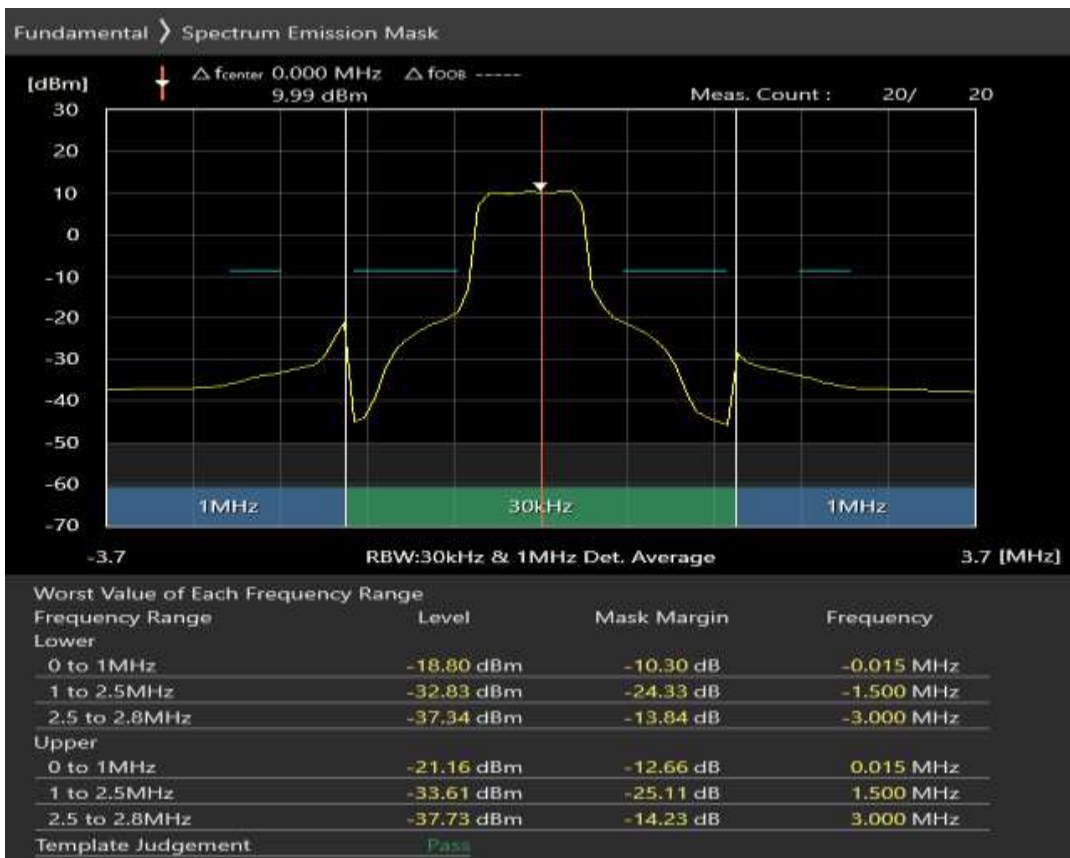 Fundamental 〉 Spectrum Emission Mask
[dBm]
△ fcenter 0.000 MHz △ fOOB -----
9.99 dBm
Meas. Count : 20/ 20
30
20
10
0
-10
-20
-30
-40
-50
-60
-70
1MHz 30kHz 1MHz
-3.7 RBW:30kHz & 1MHz Det. Average 3.7 [MHz]
Worst Value of Each Frequency Range
Frequency Range Level Mask Margin Frequency
Lower
0 to 1MHz -18.80 dBm -10.30 dB -0.015 MHz
1 to 2.5MHz -32.83 dBm -24.33 dB -1.500 MHz
2.5 to 2.8MHz -37.34 dBm -13.84 dB -3.000 MHz
Upper
0 to 1MHz -21.16 dBm -12.66 dB 0.015 MHz
1 to 2.5MHz -33.61 dBm -25.11 dB 1.500 MHz
2.5 to 2.8MHz -37.73 dBm -14.23 dB 3.000 MHz
Template Judgement Pass